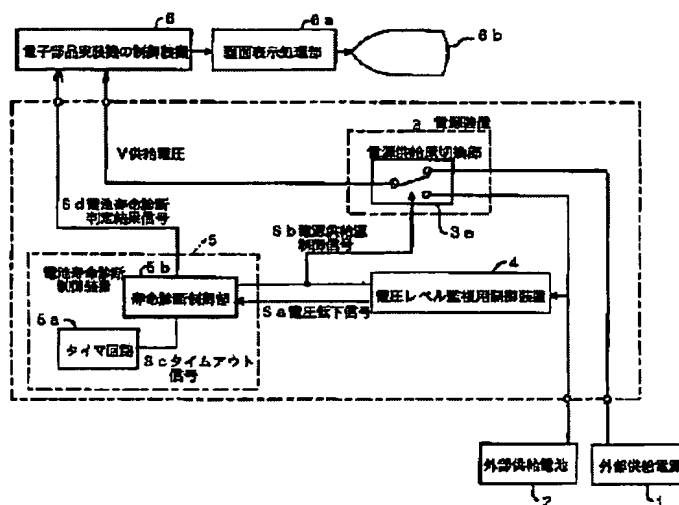 6
6a
電子部品実装機の制御装置
画面表示処理部
6b
V供給電圧
3 電源装置
電源供給源切換部
3a
Sd電池寿命診断
判定結果信号
Sb電源供給源
制御信号
5
電池寿命診断
制御装置
5b
寿命診断制御部
4
電圧レベル監視用制御装置
Sa電圧低下信号
5a
タイマ回路
Scタイムアウト
信号
外部供給電池
外部供給電源
2
1